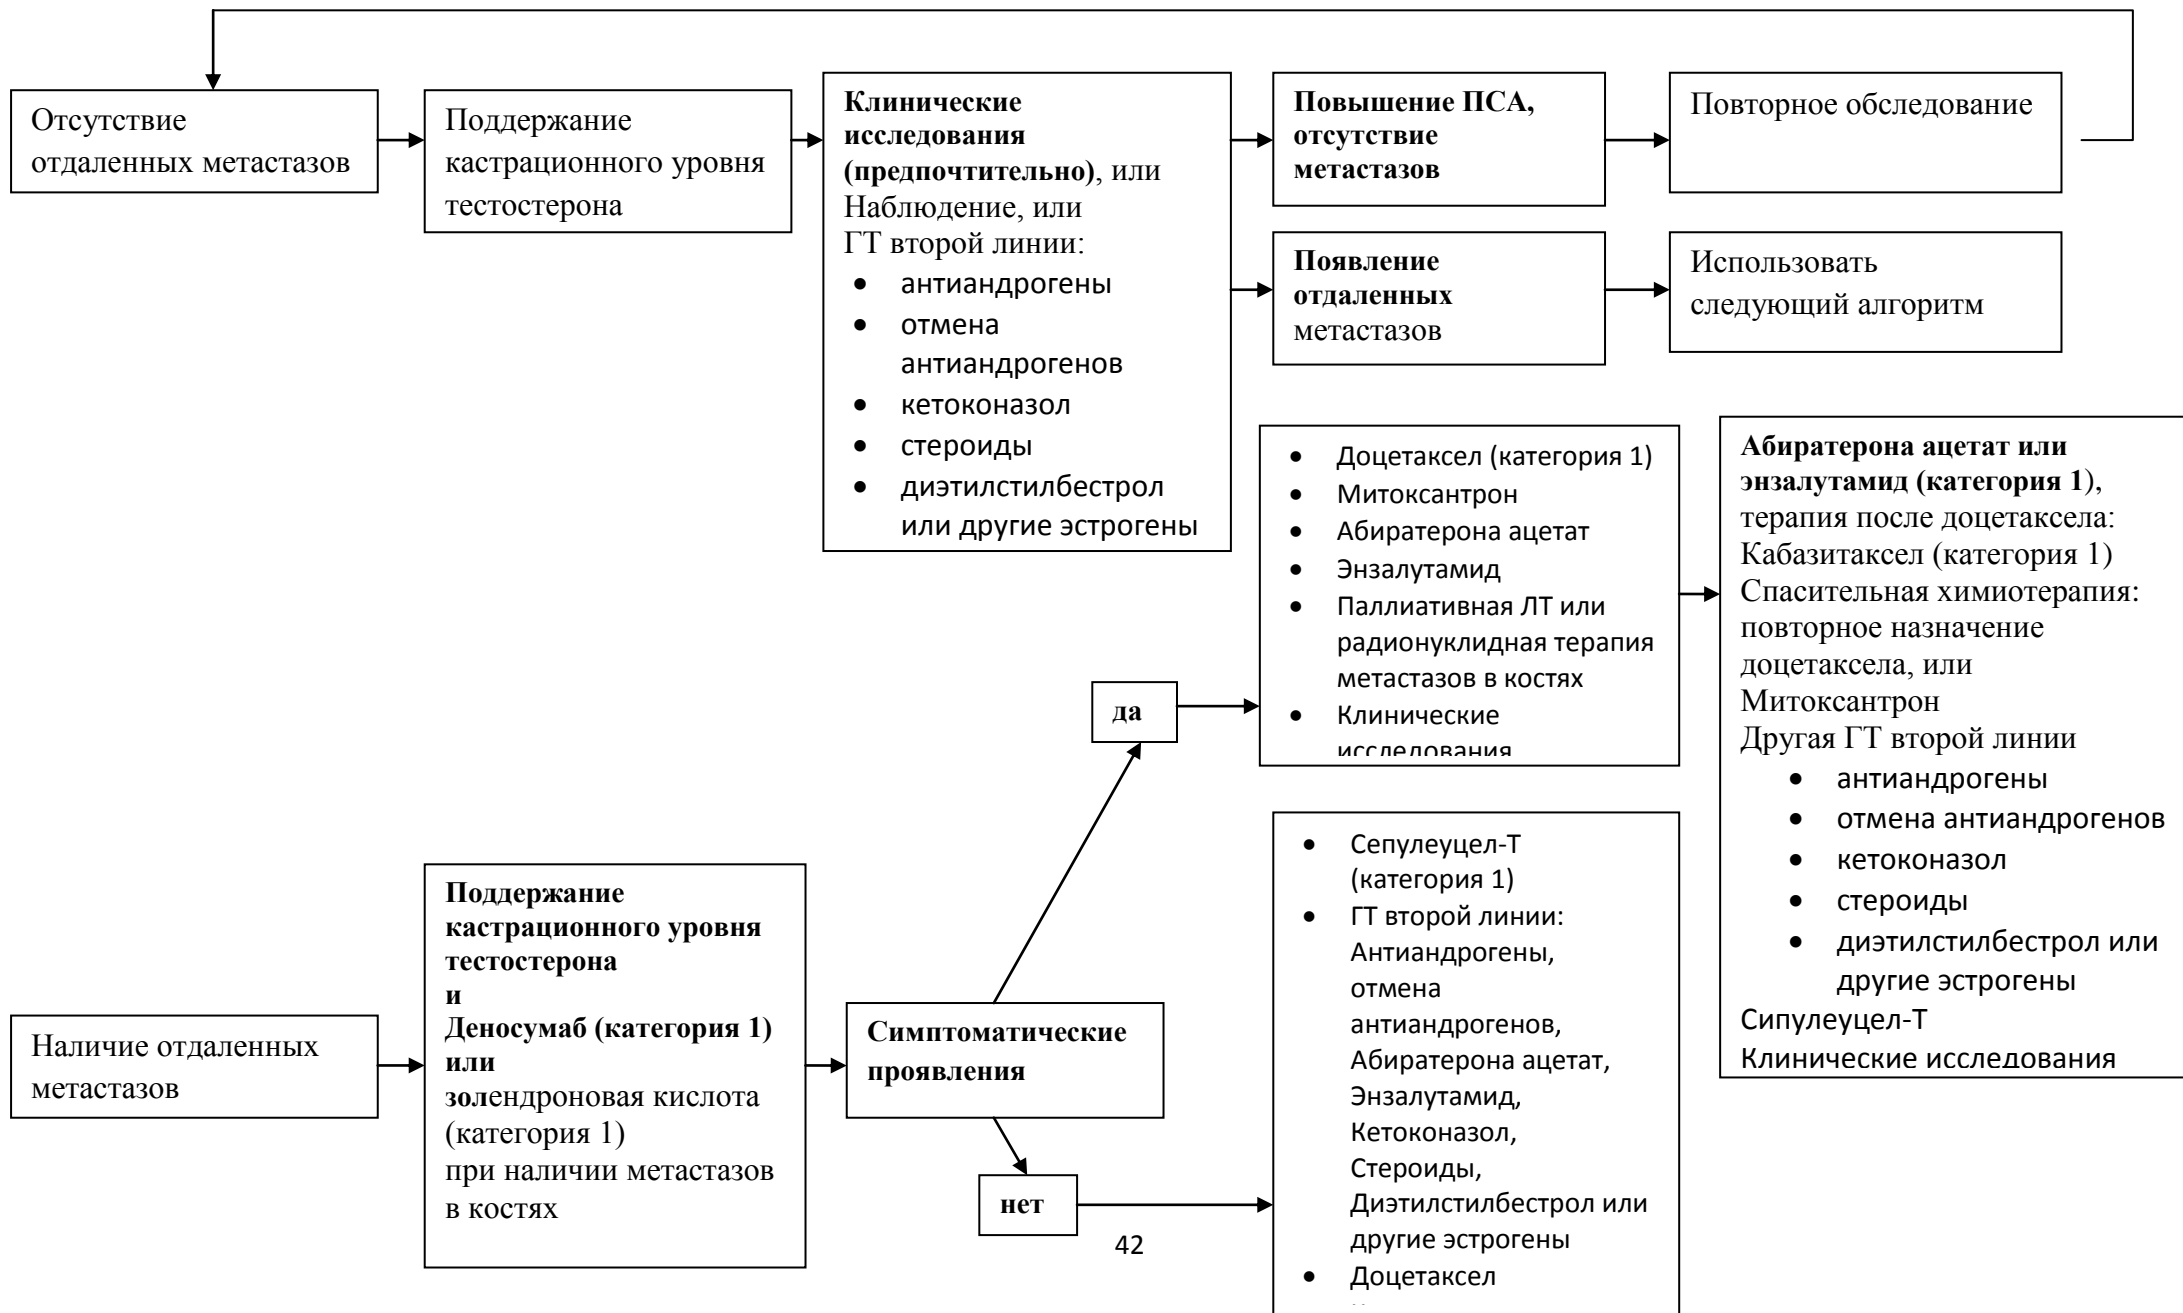 Отсутствие
отдаленных метастазов
Поддержание
кастрационного уровня
тестостерона
Клинические
исследования
(предпочтительно), или
Наблюдение, или
ГТ второй линии:
• антиандрогены
• отмена
антиандрогенов
• кетоконазол
• стероиды
• диэтилстилбестрол
или другие эстрогены
Повышение ПСА,
отсутствие
метастазов
Повторное обследование
Появление
отдаленных
метастазов
Использовать
следующий алгоритм
• Доцетаксел (категория 1)
• Митоксантрон
• Абиратерона ацетат
• Энзалутамид
• Паллиативная ЛТ или
радионуклидная терапия
метастазов в костях
• Клинические
исследования
Абиратерона ацетат или
энзалутамид (категория 1),
терапия после доцетаксела:
Кабазитаксел (категория 1)
Спасительная химиотерапия:
повторное назначение
доцетаксела, или
Митоксантрон
Другая ГТ второй линии
• антиандрогены
• отмена антиандрогенов
• кетоконазол
• стероиды
• диэтилстилбестрол или
другие эстрогены
Сипулеуцел-Т
Клинические исследования
да
Наличие отдаленных
метастазов
Поддержание
кастрационного уровня
тестостерона
и
Деносумаб (категория 1)
или
золендроновая кислота
(категория 1)
при наличии метастазов
в костях
Симптоматические
проявления
нет
• Сепулеуцел-Т
(категория 1)
• ГТ второй линии:
Антиандрогены,
отмена
антиандрогенов,
Абиратерона ацетат,
Энзалутамид,
Кетоконазол,
Стероиды,
Диэтилстилбестрол или
другие эстрогены
• Доцетаксел
42